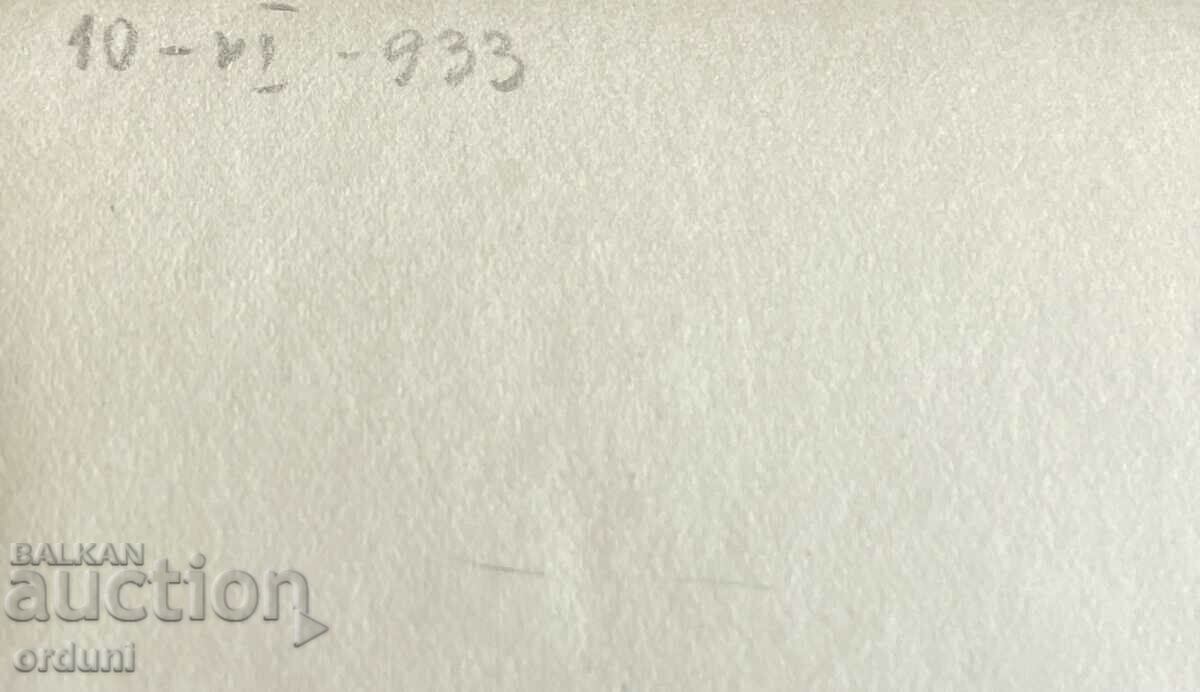 10 - VI - 933
BALKAN
auction
orduni